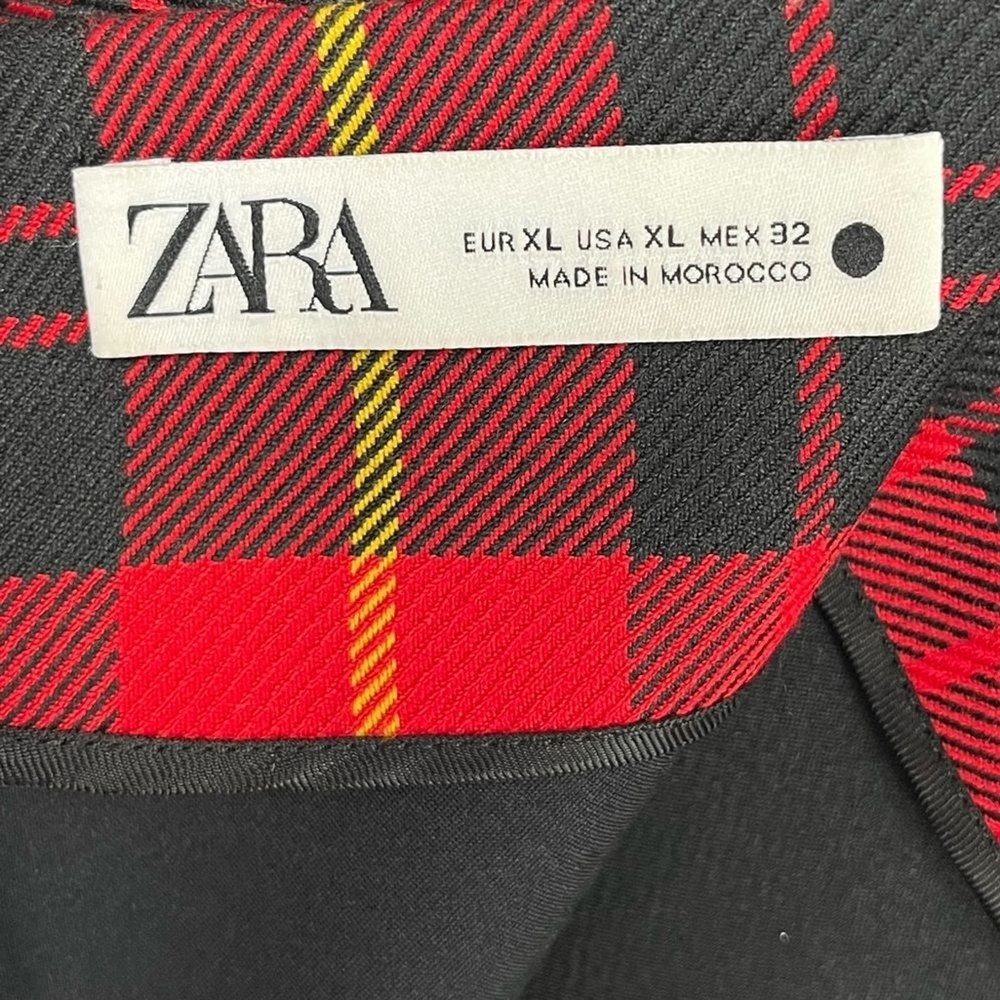 ZARA
EUR XL USA XL MEX 32
MADE IN MOROCCO